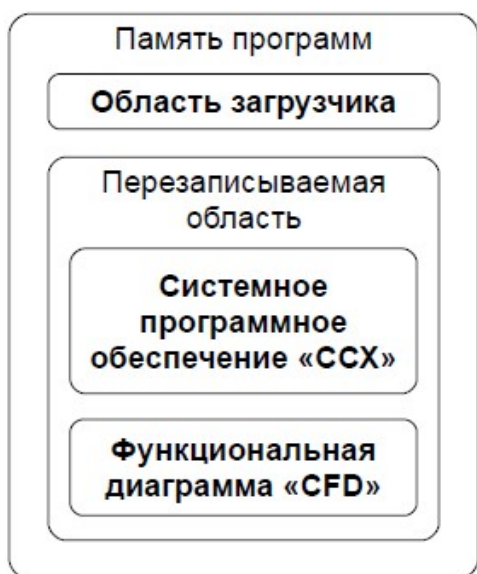 Память программ
Область загрузчика
Перезаписываемая
область
Системное
программное
обеспечение «CCX»
Функциональная
диаграмма «CFD»